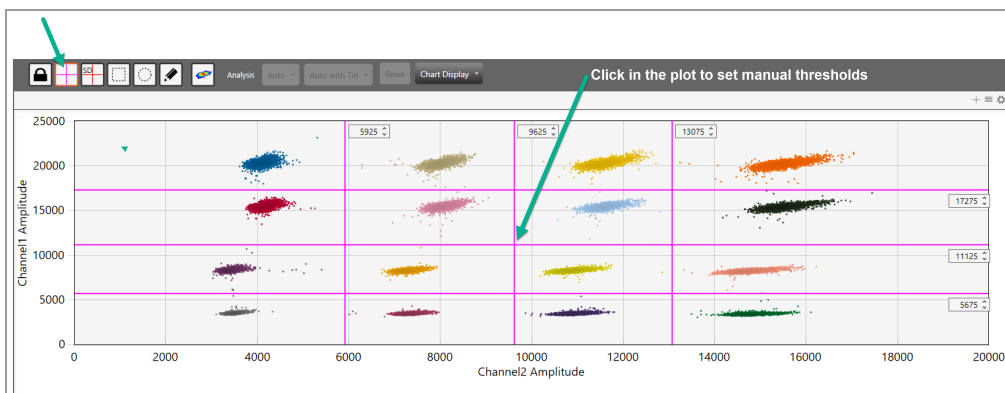 SD
Analysis
Auto
Auto with Tilt
Reset
Chart Display
Click in the plot to set manual thresholds
25000
20000
15000
10000
5000
0
Channel1 Amplitude
5925
9625
13075
17275
11125
5675
0
2000
4000
6000
8000
10000
12000
14000
16000
18000
20000
Channel2 Amplitude